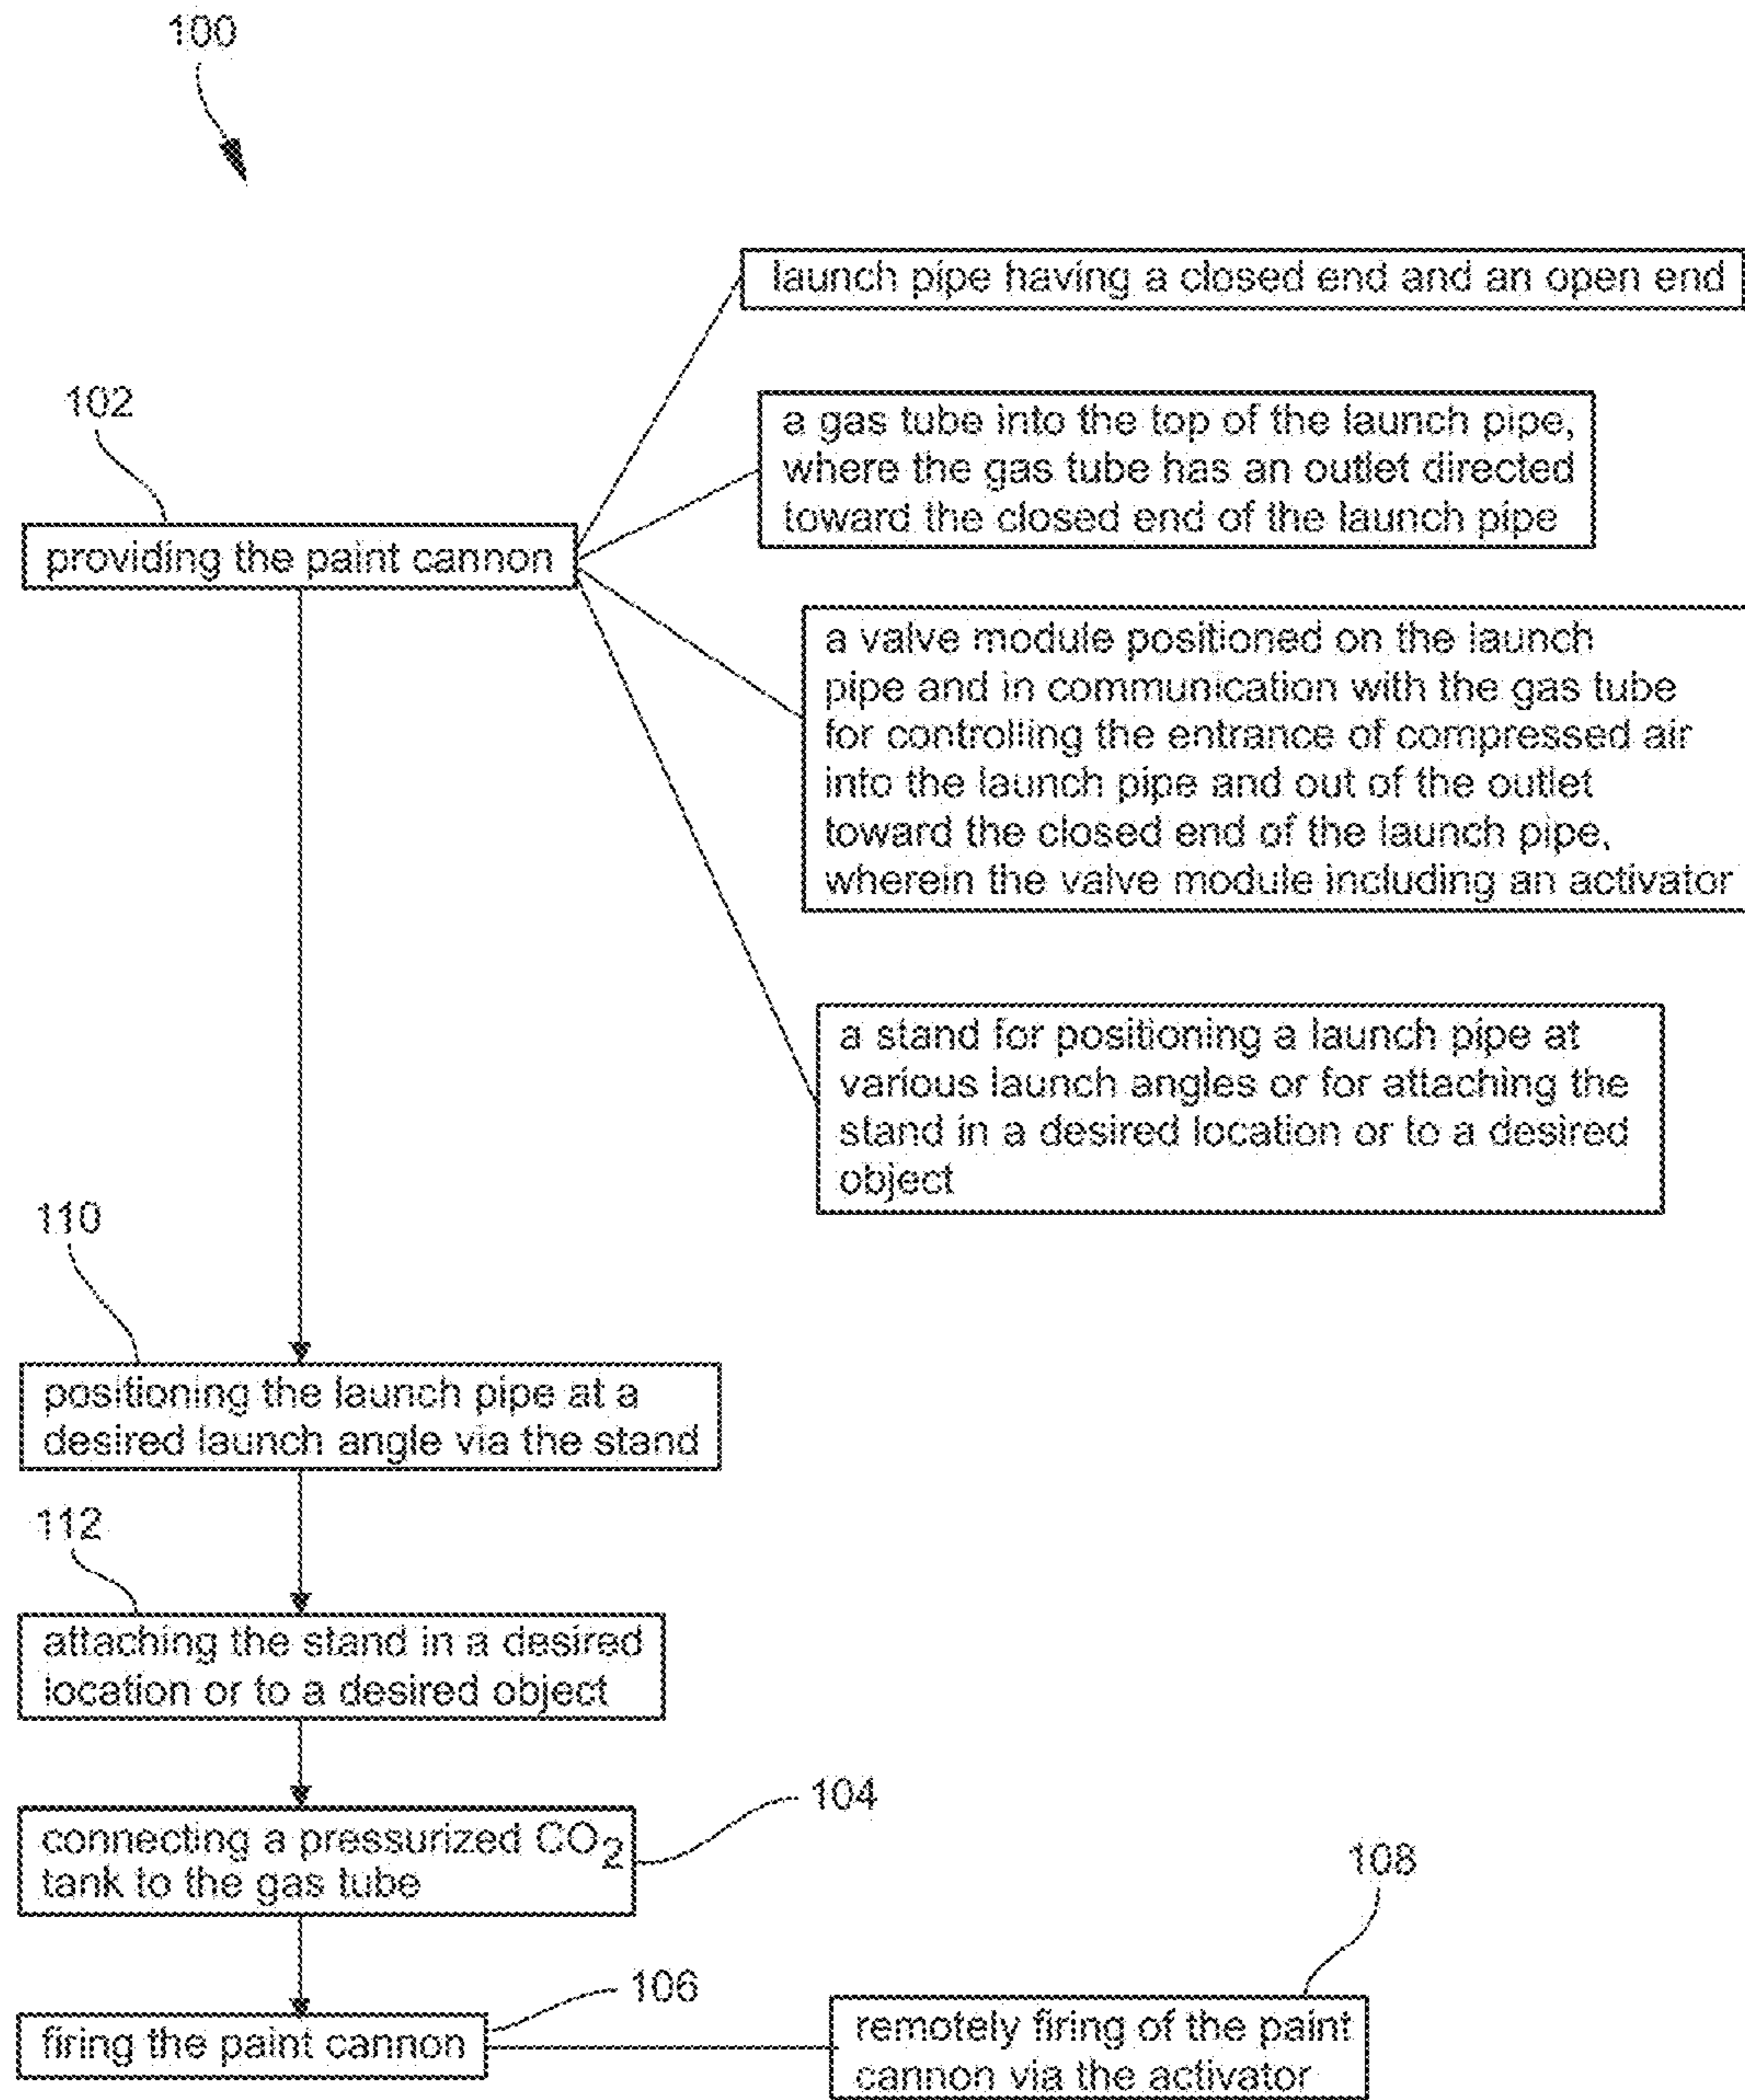 100
launch pipe having a closed end and an open end
102
a gas tube into the top of the launch pipe,
where the gas tube has an outlet directed
toward the closed end of the launch pipe
providing the paint cannon
a valve module positioned on the launch
pipe and in communication with the gas tube
for controlling the entrance of compressed air
into the launch pipe and out of the outlet
toward the closed end of the launch pipe,
wherein the valve module including an activator
a stand for positioning a launch pipe at
various launch angles or for attaching the
stand in a desired location or to a desired
object
110
positioning the launch pipe at a
desired launch angle via the stand
112
attaching the stand in a desired
location or to a desired object
104
connecting a pressurized CO₂
tank to the gas tube
108
106
firing the paint cannon
remotely firing of the paint
cannon via the activator